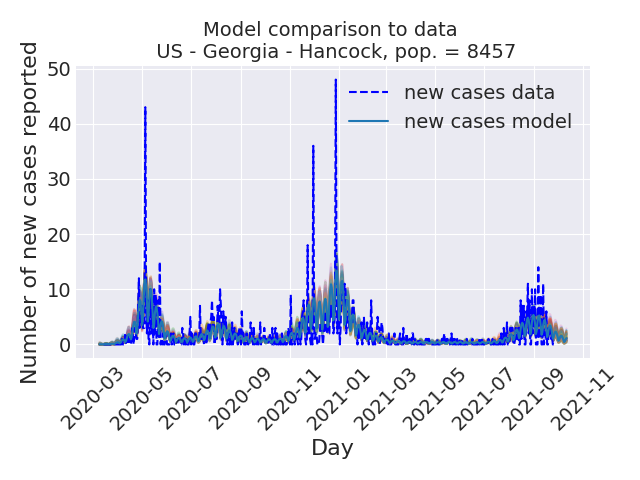 Model comparison to data
US - Georgia - Hancock, pop. = 8457
Number of new cases reported
50
40
30
20
10
0
new cases data
new cases model
2020-03
2020-05
2020-07
2020-09
2020-11
2021-01
2021-03
2021-05
2021-07
2021-09
2021-11
Day